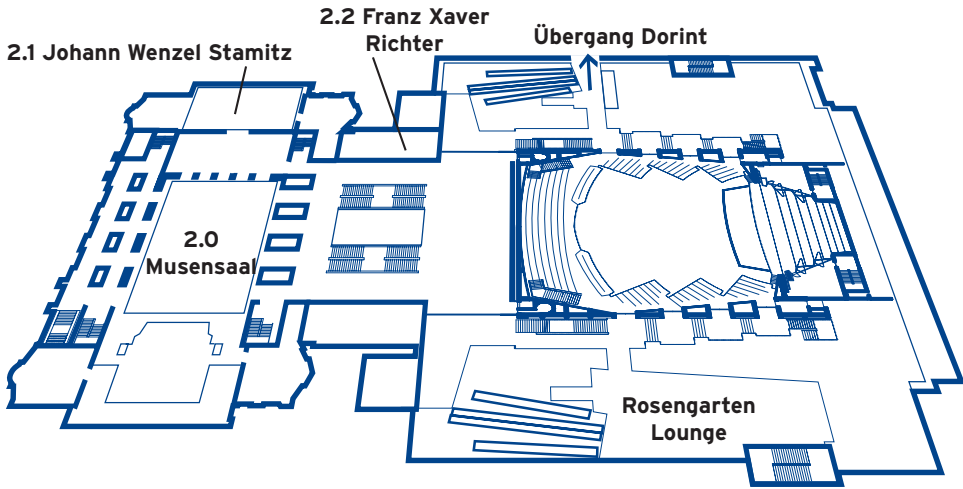 2.2 Franz Xaver
Richter
2.1 Johann Wenzel Stamitz
Übergang Dorint
2.0
Musensaal
Rosengarten
Lounge